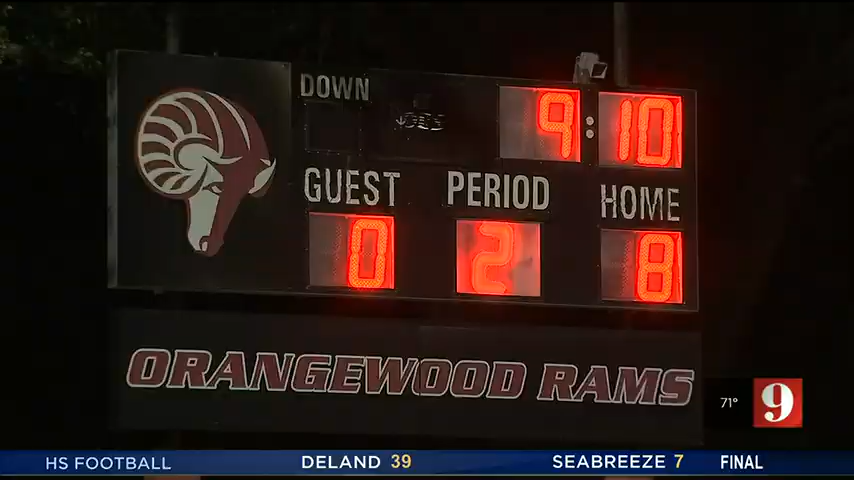 DOWN
9:10
GUEST PERIOD HOME
0 2 8
ORANGEWOOD RAMS
71° 9
HS FOOTBALL DELAND 39 SEABREEZE 7 FINAL